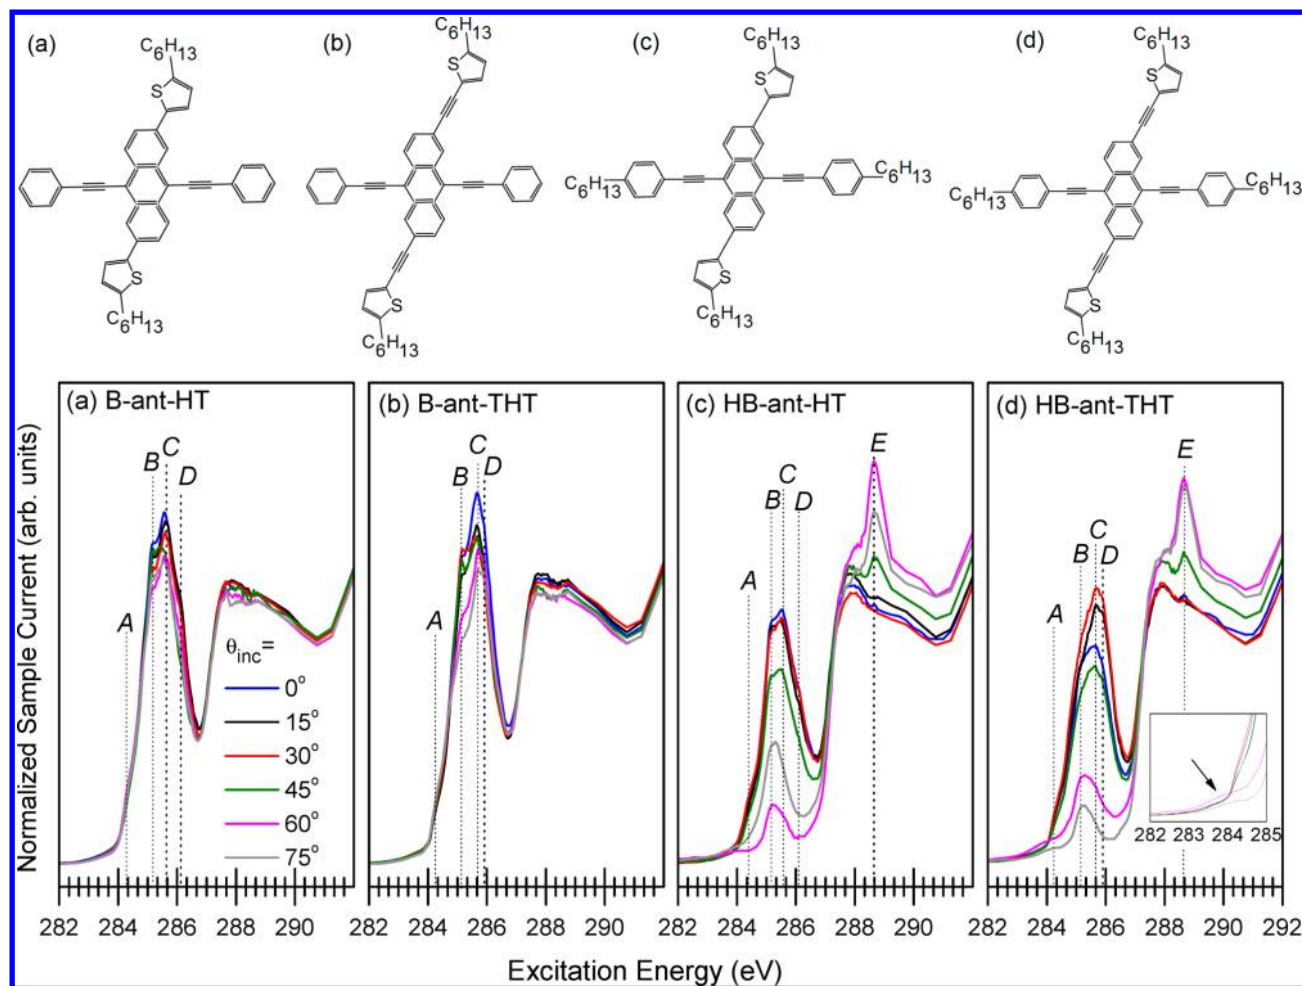 (a)
C6H13
S
S
C6H13
(b)
C6H13
S
S
C6H13
(c)
C6H13
S
C6H13
C6H13
S
C6H13
(d)
C6H13
S
C6H13
C6H13
S
C6H13
Normalized Sample Current (arb. units)
(a) B-ant-HT
A
B
C
D
θinc=
0°
15°
30°
45°
60°
75°
282 284 286 288 290
(b) B-ant-THT
A
B
C
D
282 284 286 288 290
(c) HB-ant-HT
A
B
C
D
E
282 284 286 288 290
(d) HB-ant-THT
A
B
C
D
E
282 283 284 285
282 284 286 288 290 292
Excitation Energy (eV)